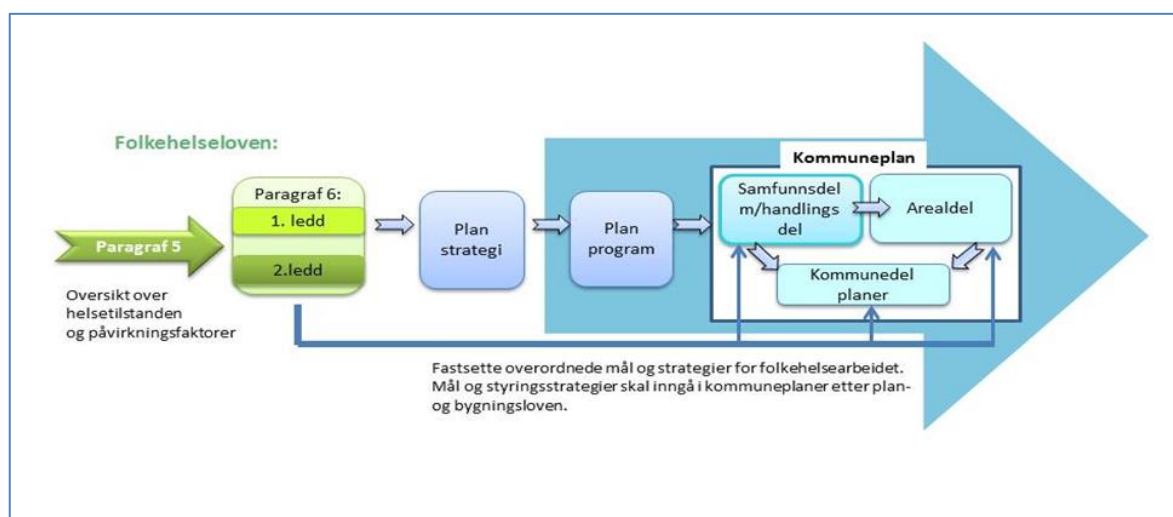 Folkehelseloven:
Paragraf 5
Oversikt over
helsetilstanden
og påvirkningsfaktorer
Paragraf 6:
1. ledd
2.ledd
Plan
strategi
Plan
program
Kommuneplan
Samfunnsdel
m/handlings
del
Arealdel
Kommunedel
planer
Fastsette overordnede mål og strategier for folkehelsearbeidet.
Mål og styringsstrategier skal inngå i kommuneplaner etter plan-
og bygningsloven.